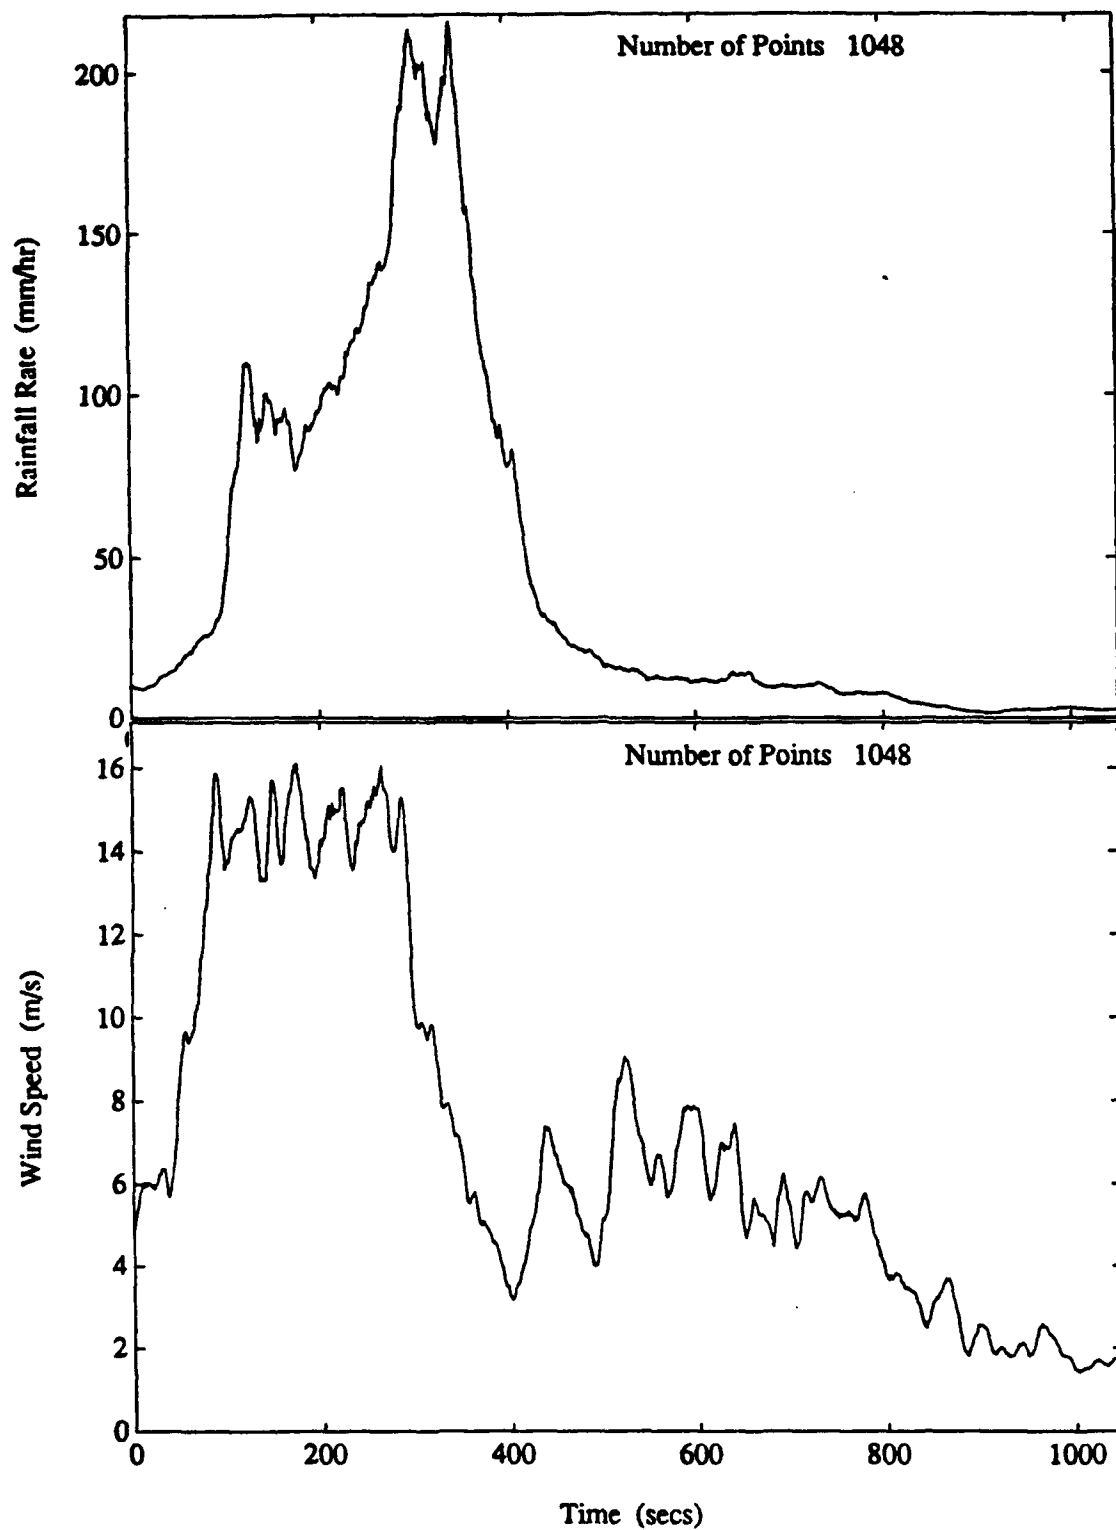 Number of Points 1048
200
150
100
50
0
Rainfall Rate (mm/hr)
Number of Points 1048
16
14
12
10
8
6
4
2
0
Wind Speed (m/s)
0 200 400 600 800 1000
Time (secs)